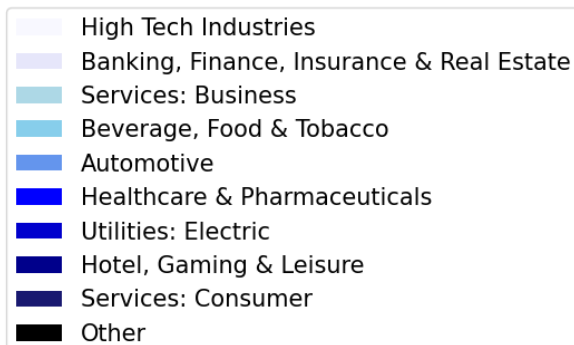 High Tech Industries
Banking, Finance, Insurance & Real Estate
Services: Business
Beverage, Food & Tobacco
Automotive
Healthcare & Pharmaceuticals
Utilities: Electric
Hotel, Gaming & Leisure
Services: Consumer
Other